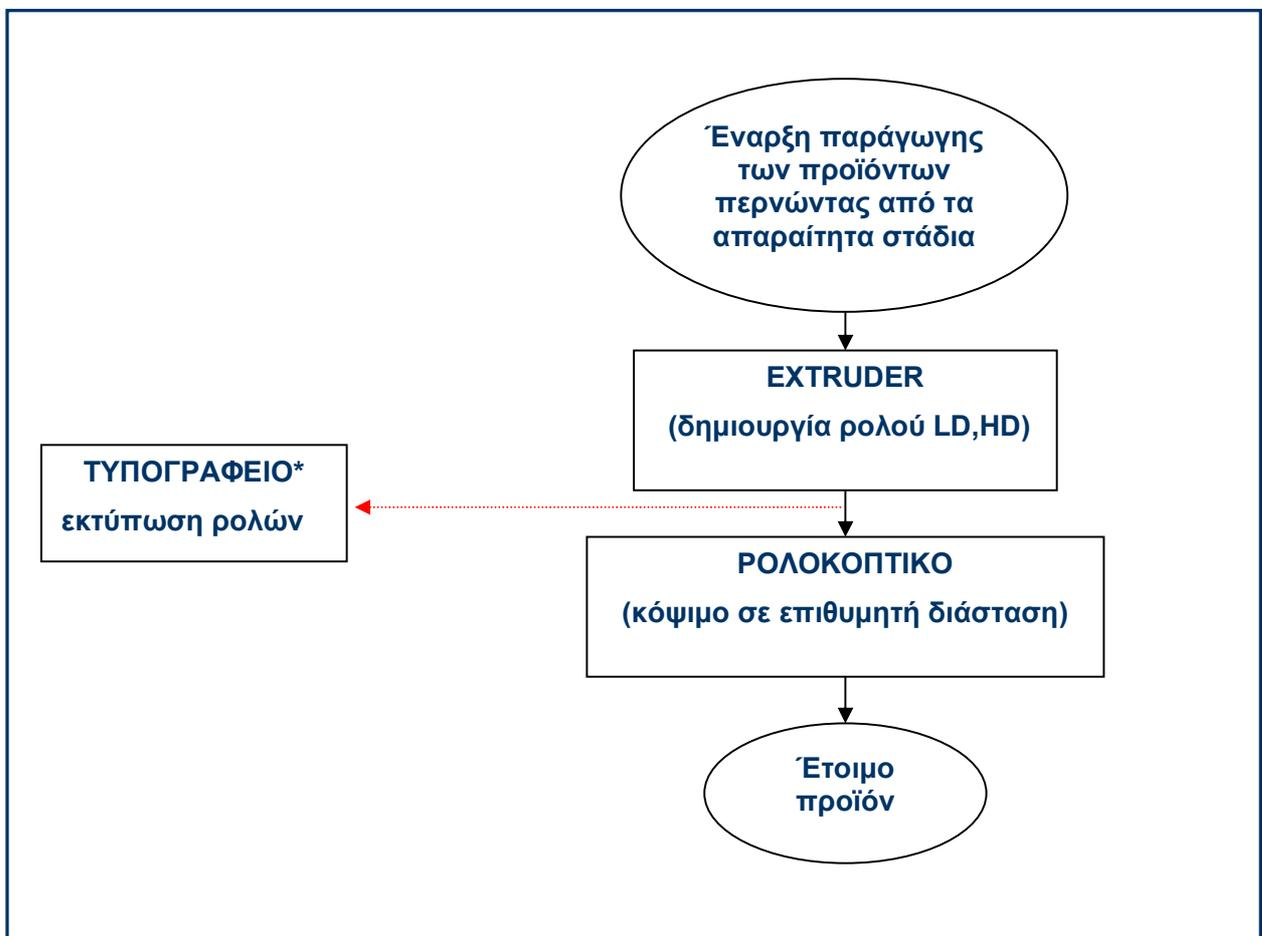 Έναρξη παράγωγης
των προϊόντων
περνώντας από τα
απαραίτητα στάδια
EXTRUDER
(δημιουργία ρολού LD,HD)
ΤΥΠΟΓΡΑΦΕΙΟ*
εκτύπωση ρολών
ΡΟΛΟΚΟΠΤΙΚΟ
(κόψιμο σε επιθυμητή διάσταση)
Έτοιμο
προϊόν